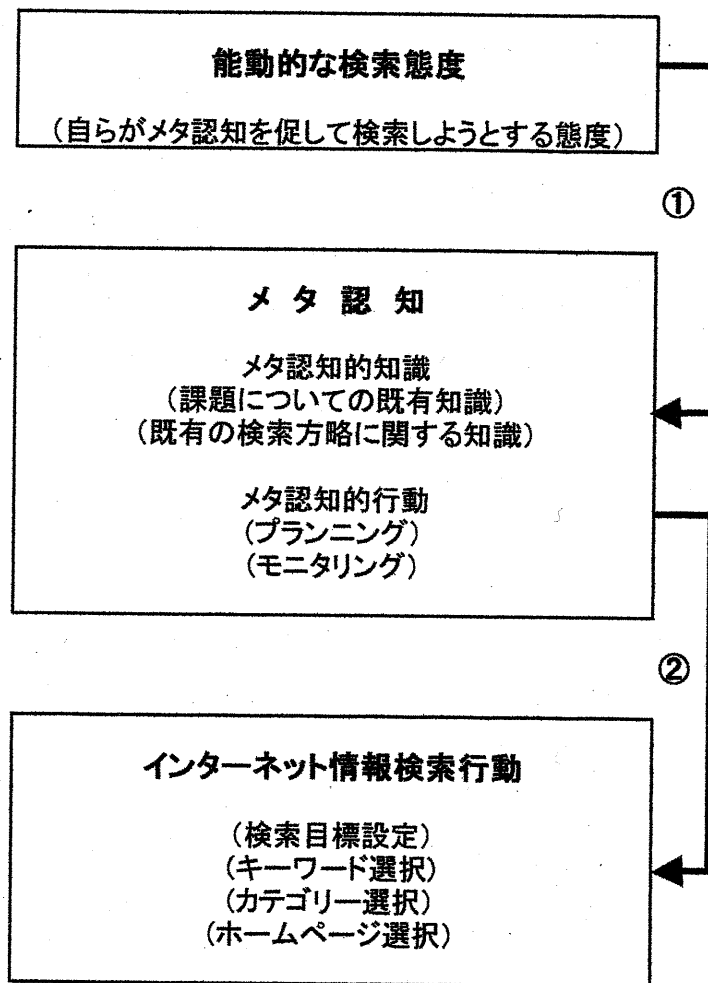 能動的な検索態度
（自らがメタ認知を促して検索しようとする態度）
①
メタ認知
メタ認知的知識
（課題についての既有知識）
（既有の検索方略に関する知識）
メタ認知的行動
（プランニング）
（モニタリング）
②
インターネット情報検索行動
（検索目標設定）
（キーワード選択）
（カテゴリー選択）
（ホームページ選択）